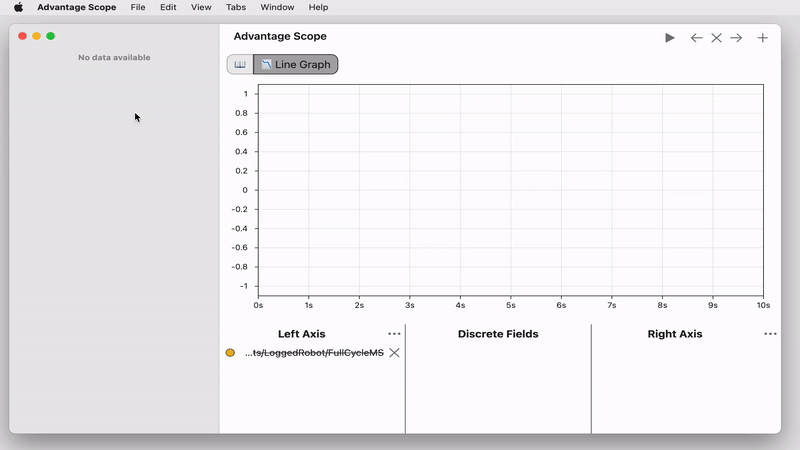 Advantage Scope File Edit View Tabs Window Help
No data available
Advantage Scope
Line Graph
1
0.8
0.6
0.4
0.2
0
-0.2
-0.4
-0.6
-0.8
-1
0s 1s 2s 3s 4s 5s 6s 7s 8s 9s 10s
Left Axis ••• Discrete Fields Right Axis •••
...ts/LoggedRobot/FullCycleMS